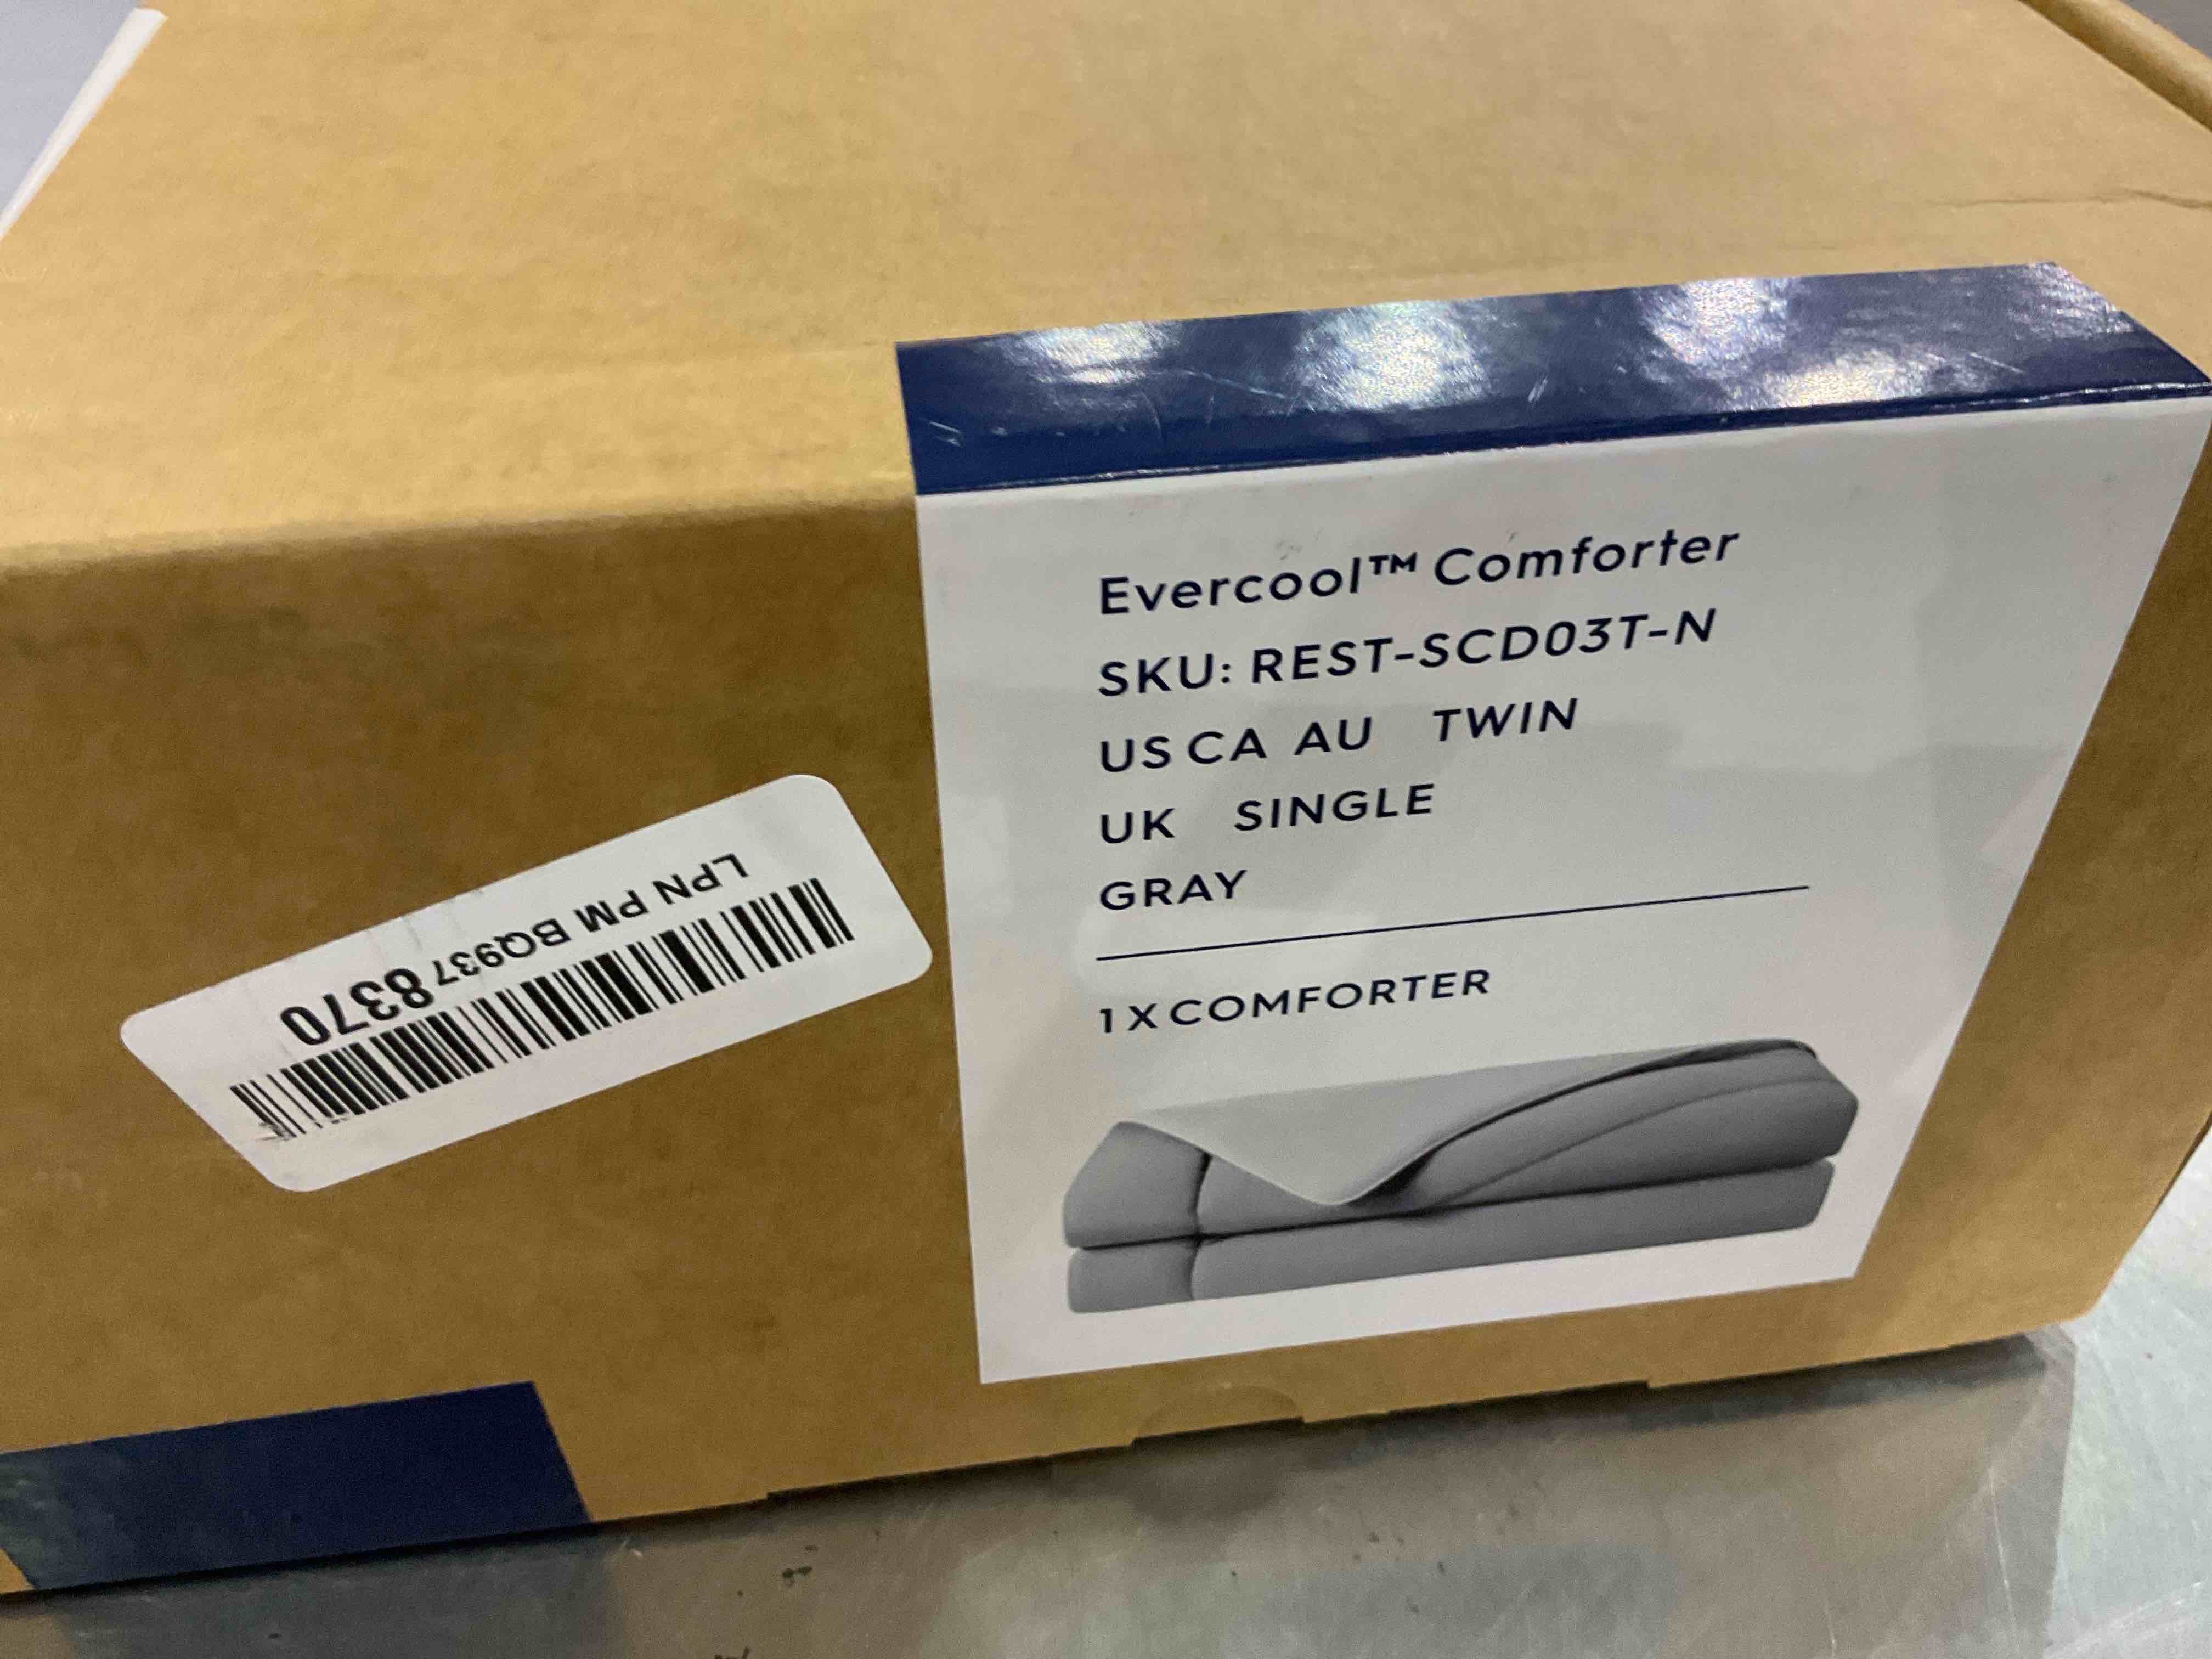 Evercool™ Comforter
SKU: REST-SCD03T-N
US CA AU TWIN
UK SINGLE
GRAY
1 X COMFORTER
LPN PM BQ937 8370